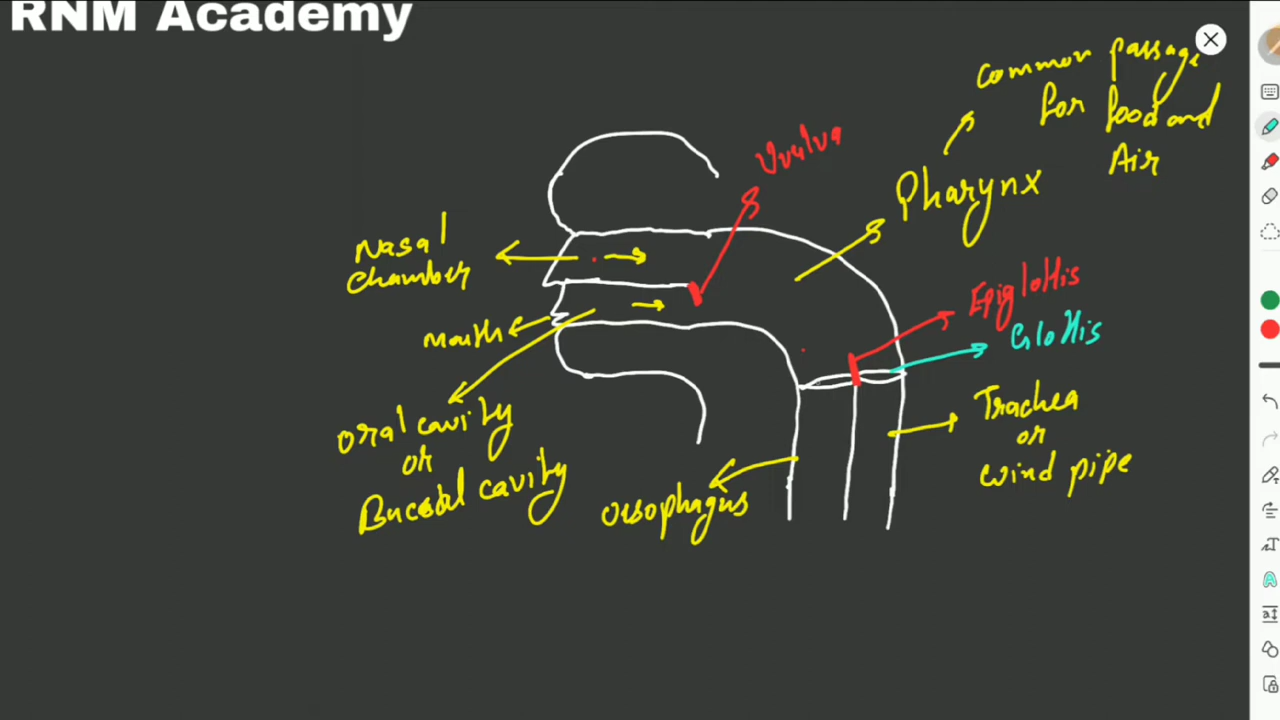 RNM Academy
Common passage
for food and
Air
Uvulva
Pharynx
Nasal
chamber
Epiglottis
Glottis
mouth
Trachea
or
wind pipe
oral cavity
or
Buccal cavity
oesophagus